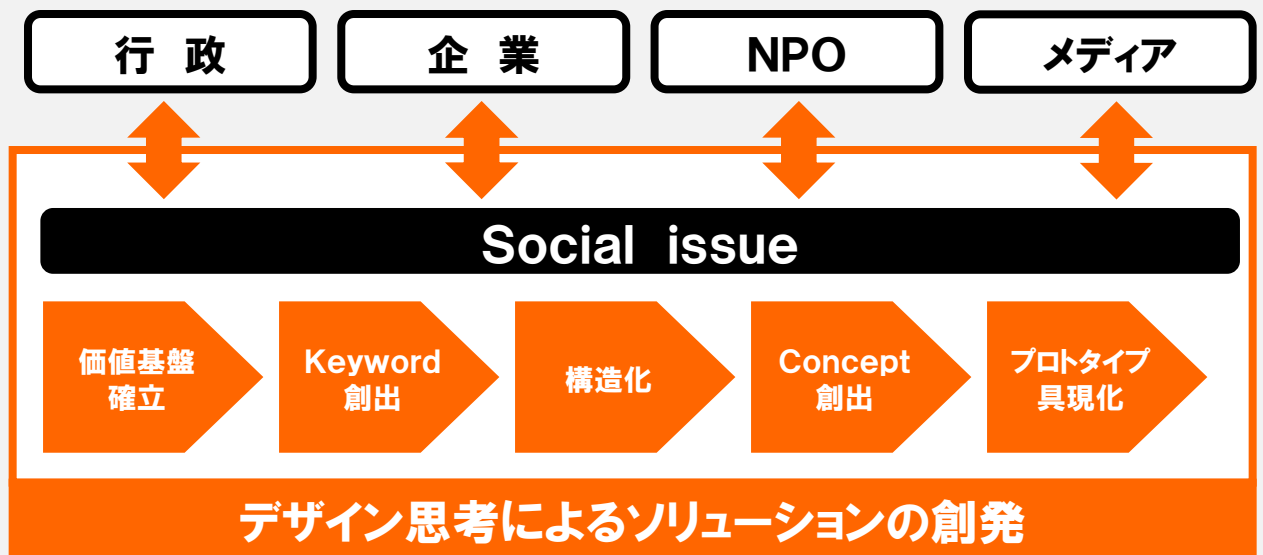 行 政
企 業
NPO
メディア
Social issue
価値基盤
確立
Keyword
創出
構造化
Concept
創出
プロトタイプ
具現化
デザイン思考によるソリューションの創発